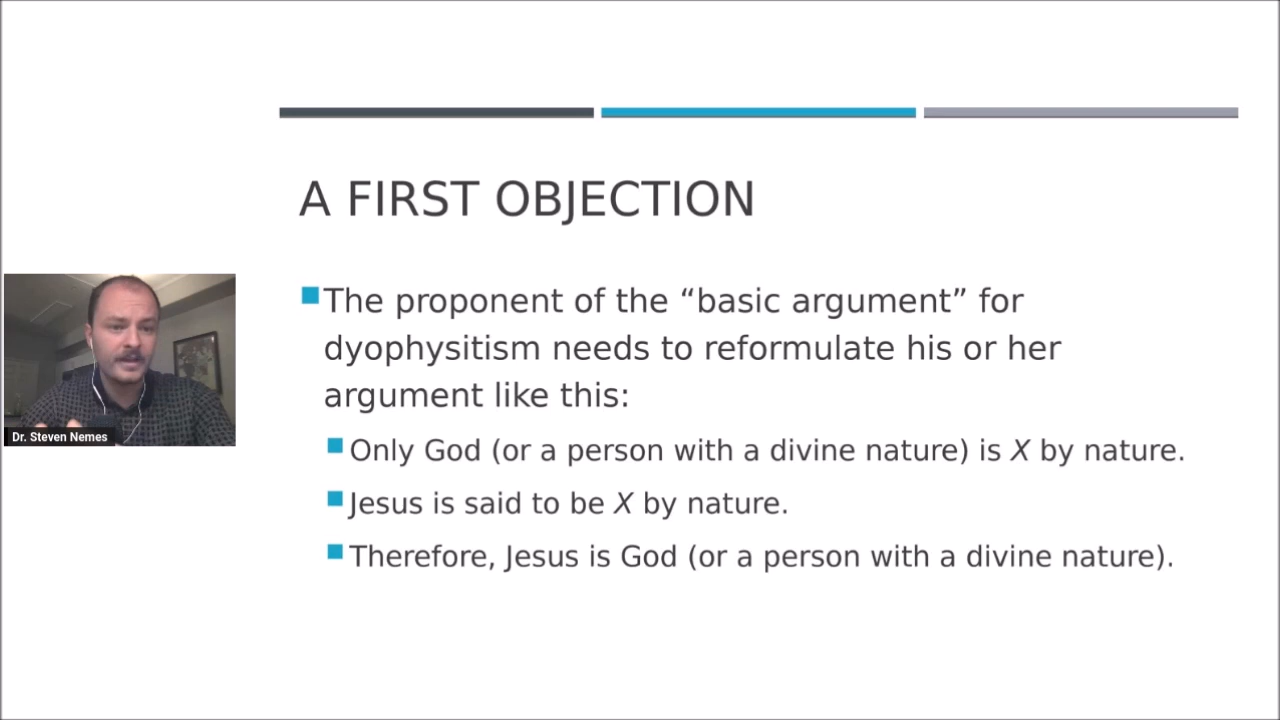 A FIRST OBJECTION
The proponent of the “basic argument” for
dyophysitism needs to reformulate his or her
argument like this:
Only God (or a person with a divine nature) is X by nature.
Jesus is said to be X by nature.
Therefore, Jesus is God (or a person with a divine nature).
Dr. Steven Nemes